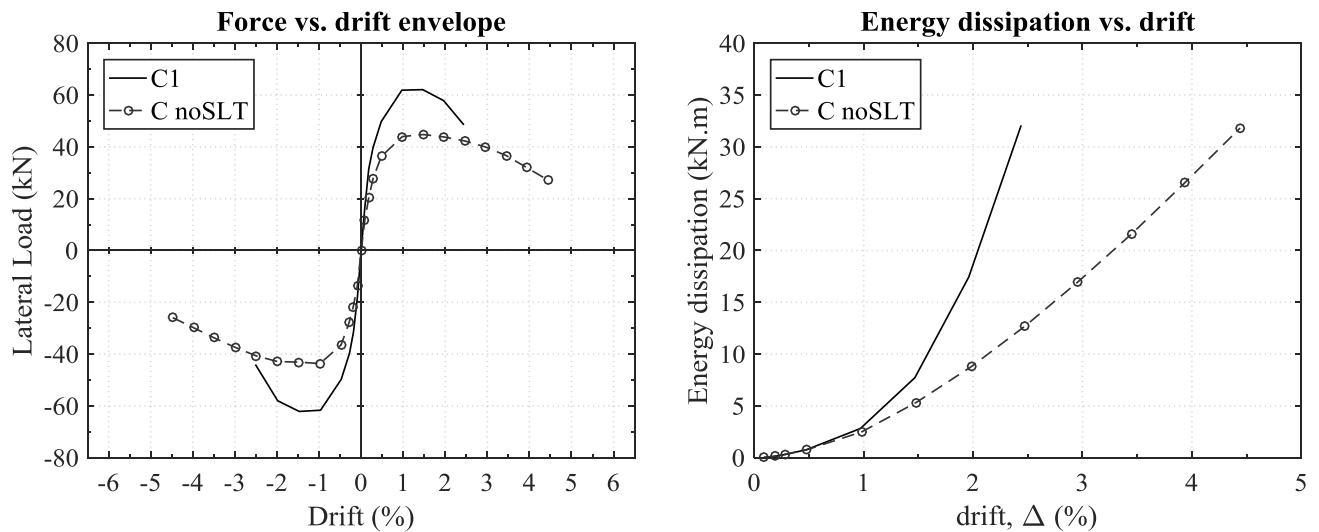 Force vs. drift envelope
80
60
40
20
0
-20
-40
-60
-80
Lateral Load (kN)
C1
C noSLT
-6 -5 -4 -3 -2 -1 0 1 2 3 4 5 6
Drift (%)
Energy dissipation vs. drift
40
35
30
25
20
15
10
5
0
Energy dissipation (kN.m)
C1
C noSLT
0 1 2 3 4 5
drift, Δ (%)